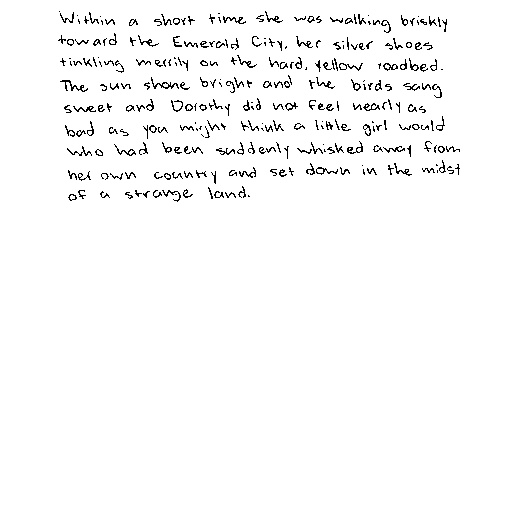 Within a short time she was walking briskly
toward the Emerald City, her silver shoes
tinkling merrily on the hard, yellow roadbed.
The sun shone bright and the birds sang
sweet and Dorothy did not feel nearly as
bad as you might think a little girl would
who had been suddenly whisked away from
her own country and set down in the midst
of a strange land.